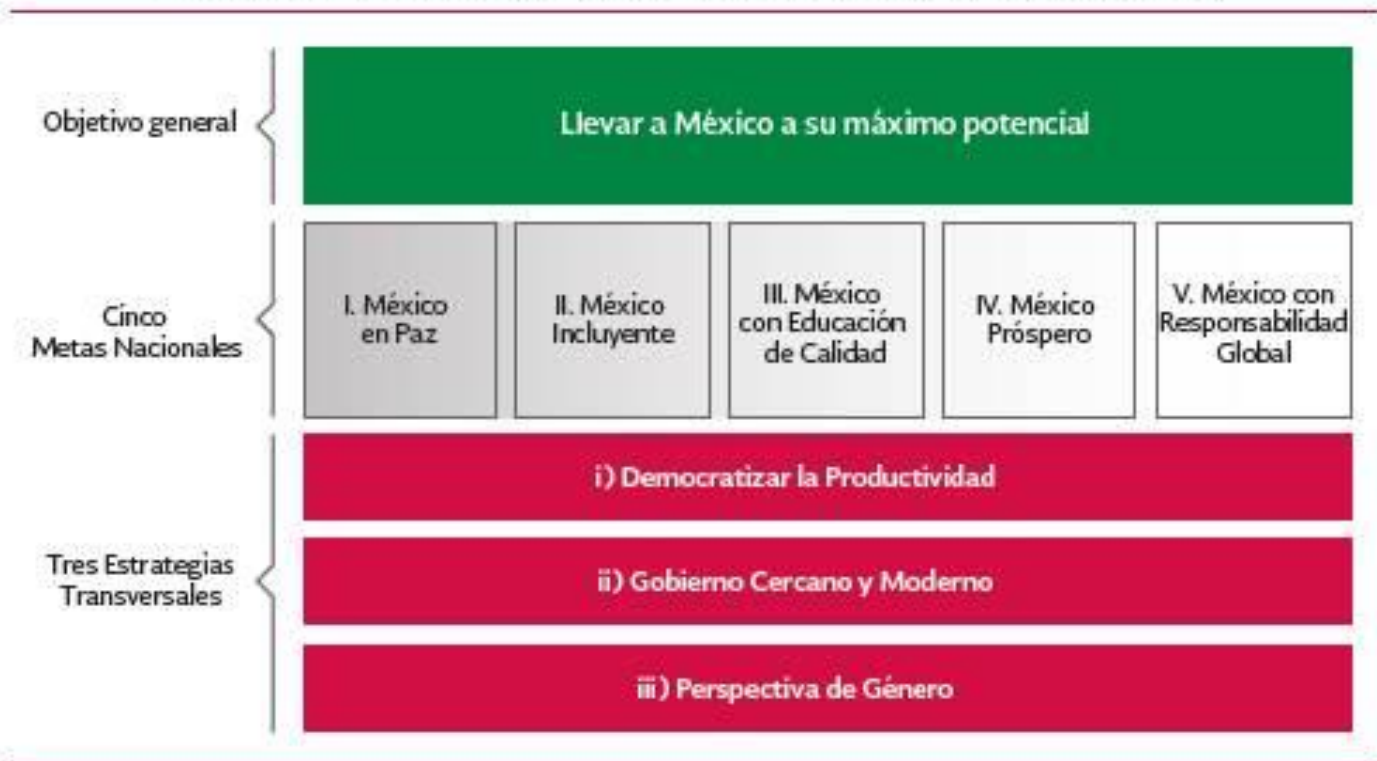 Objetivo general
Llevar a México a su máximo potencial
Cinco
Metas Nacionales
I. México
en Paz
II. México
Incluyente
III. México
con Educación
de Calidad
IV. México
Próspero
V. México con
Responsabilidad
Global
Tres Estrategias
Transversales
i) Democratizar la Productividad
ii) Gobierno Cercano y Moderno
iii) Perspectiva de Género